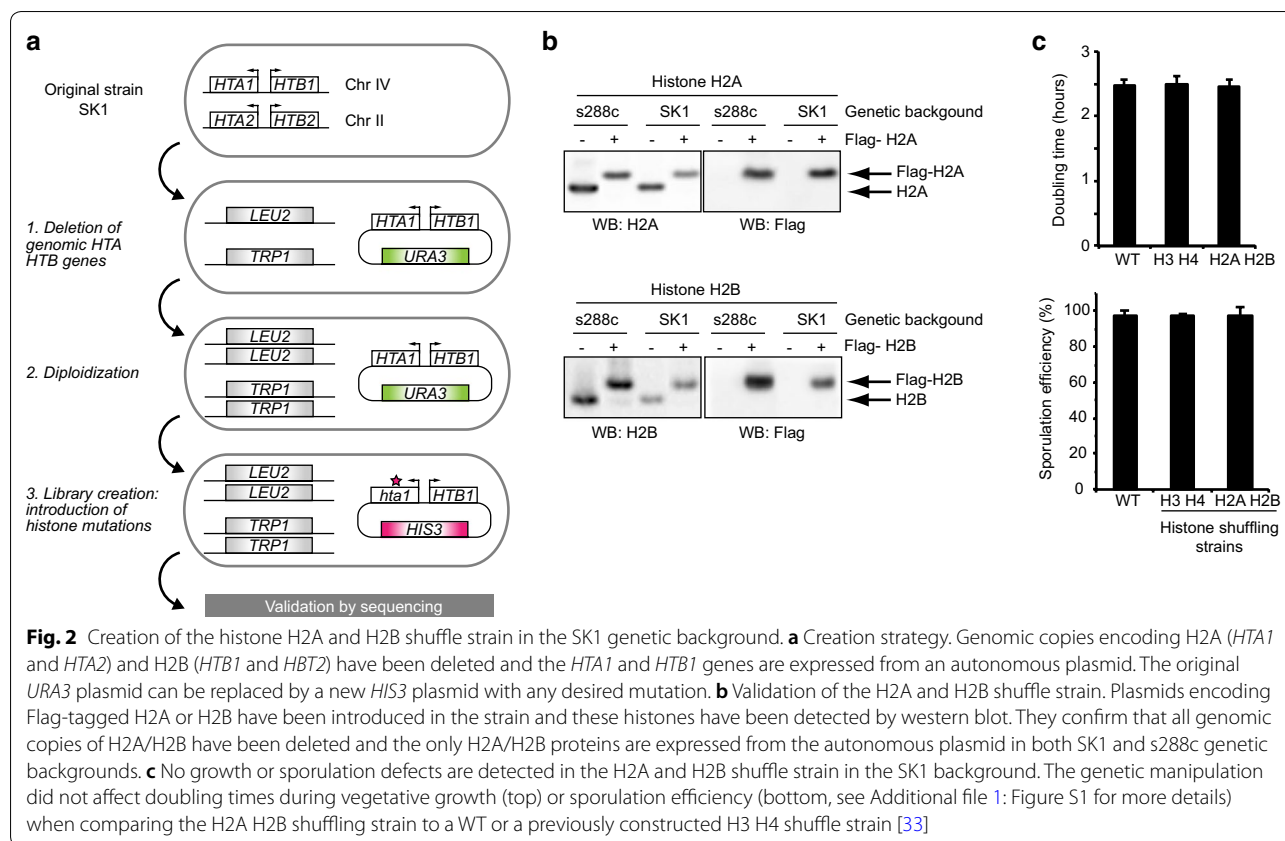 a
Original strain
SK1
HTA1 HTB1 Chr IV
HTA2 HTB2 Chr II
1. Deletion of
genomic HTA
HTB genes
LEU2
TRP1
HTA1 HTB1
URA3
2. Diploidization
LEU2
LEU2
TRP1
TRP1
HTA1 HTB1
URA3
3. Library creation:
introduction of
histone mutations
LEU2
LEU2
TRP1
TRP1
hta1 HTB1
HIS3
Validation by sequencing
b
Histone H2A
s288c SK1 s288c SK1 Genetic backgound
- + - + - + - + Flag- H2A
Flag-H2A
H2A
WB: H2A WB: Flag
Histone H2B
s288c SK1 s288c SK1 Genetic backgound
- + - + - + - + Flag- H2B
Flag-H2B
H2B
WB: H2B WB: Flag
c
Doubling time (hours)
3
2
1
0
WT H3 H4 H2A H2B
Sporulation efficiency (%)
100
80
60
40
20
0
WT H3 H4 H2A H2B
Histone shuffling
strains
Fig. 2 Creation of the histone H2A and H2B shuffle strain in the SK1 genetic background. a Creation strategy. Genomic copies encoding H2A (HTA1
and HTA2) and H2B (HTB1 and HBT2) have been deleted and the HTA1 and HTB1 genes are expressed from an autonomous plasmid. The original
URA3 plasmid can be replaced by a new HIS3 plasmid with any desired mutation. b Validation of the H2A and H2B shuffle strain. Plasmids encoding
Flag-tagged H2A or H2B have been introduced in the strain and these histones have been detected by western blot. They confirm that all genomic
copies of H2A/H2B have been deleted and the only H2A/H2B proteins are expressed from the autonomous plasmid in both SK1 and s288c genetic
backgrounds. c No growth or sporulation defects are detected in the H2A and H2B shuffle strain in the SK1 background. The genetic manipulation
did not affect doubling times during vegetative growth (top) or sporulation efficiency (bottom, see Additional file 1: Figure S1 for more details)
when comparing the H2A H2B shuffling strain to a WT or a previously constructed H3 H4 shuffle strain [33]